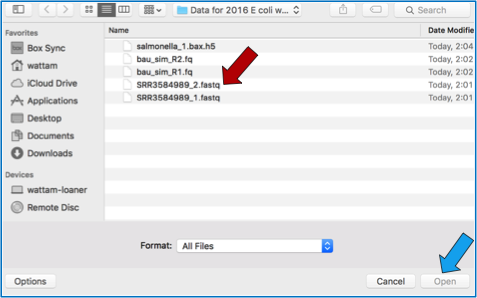 Data for 2016 E coli w... Search
Favorites Name Date Modifie
Box Sync salmonella_1.bax.h5 Today, 2:04
wattam bau_sim_R2.fq Today, 2:02
iCloud Drive bau_sim_R1.fq Today, 2:02
Applications SRR3584989_2.fastq Today, 2:01
Desktop SRR3584989_1.fastq Today, 2:01
Documents
Downloads
Devices
wattam-loaner
Remote Disc
Format: All Files
Options Cancel Open